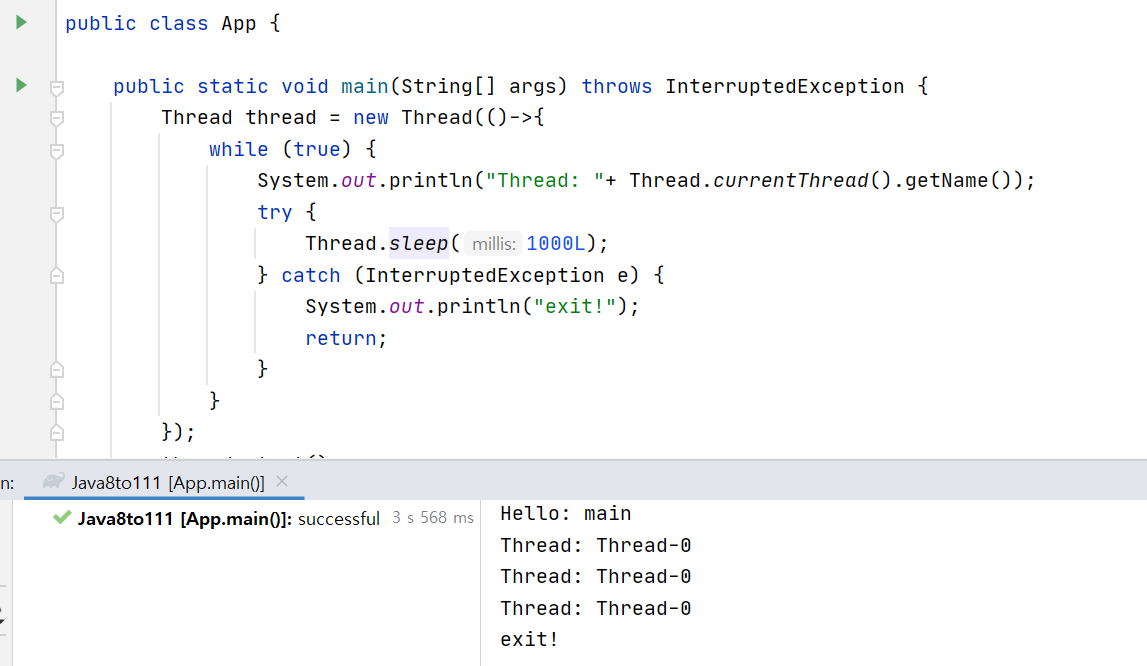 public class App {
public static void main(String[] args) throws InterruptedException {
Thread thread = new Thread(()->{
while (true) {
System.out.println("Thread: "+ Thread.currentThread().getName());
try {
Thread.sleep( millis: 1000L);
} catch (InterruptedException e) {
System.out.println("exit!");
return;
}
}
});
n: Java8to111 [App.main()]
Java8to111 [App.main()]: successful 3 s 568 ms
Hello: main
Thread: Thread-0
Thread: Thread-0
Thread: Thread-0
exit!